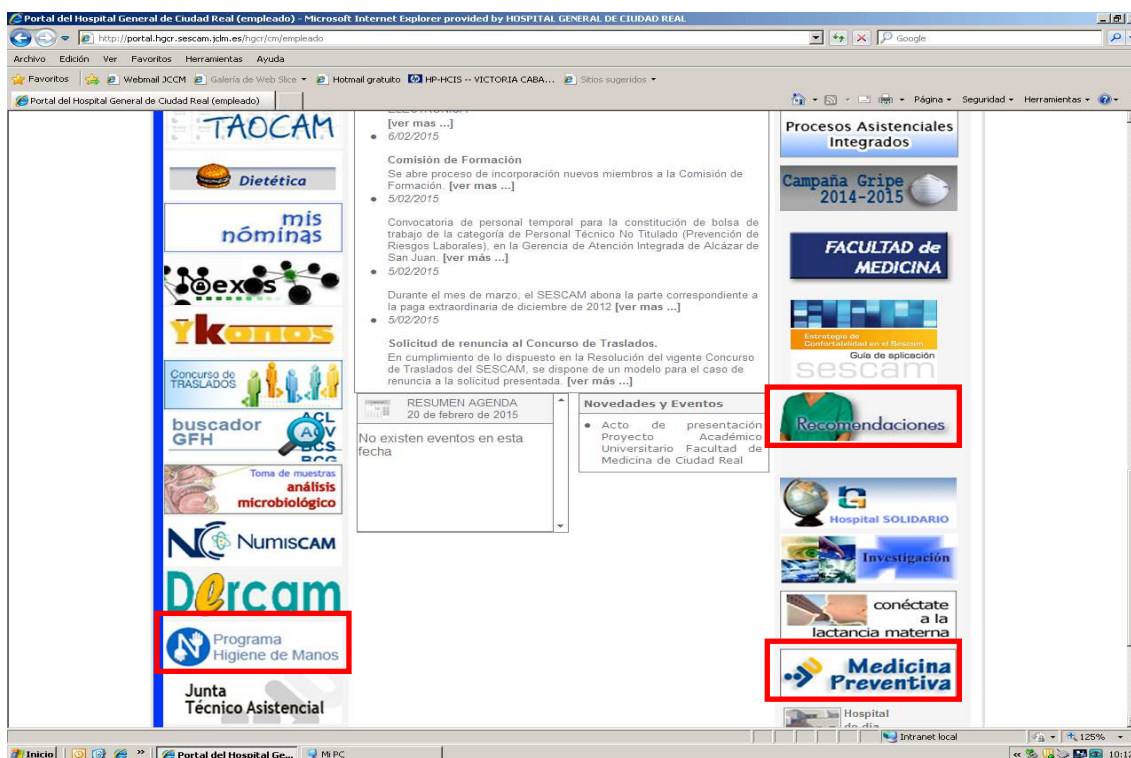 Portal del Hospital General de Ciudad Real (empleado) - Microsoft Internet Explorer provided by HOSPITAL GENERAL DE CIUDAD REAL
http://portal.hgcr.sescam.jclm.es/hgcr/cm/empleado
Google
Archivo Edición Ver Favoritos Herramientas Ayuda
Favoritos Webmail JCCM Galería de Web Slice Hotmail gratuito HP-HCIS -- VICTORIA CABA... Sitios sugeridos
Portal del Hospital General de Ciudad Real (empleado)
Página Seguridad Herramientas
TAOCAM
Dietética
mis
nóminas
exos
Ykonos
Concurso de
TRASLADOS
buscador
GFH
ACL
AQV
BCS
BCG
Toma de muestras
análisis
microbiológico
NUMISCAM
Dercam
Programa
Higiene de Manos
Junta
Técnico Asistencial
[ver mas ...]
6/02/2015
Comisión de Formación
Se abre proceso de incorporación nuevos miembros a la Comisión de
Formación. [ver mas ...]
5/02/2015
Convocatoria de personal temporal para la constitución de bolsa de
trabajo de la categoría de Personal Técnico No Titulado (Prevención de
Riesgos Laborales), en la Gerencia de Atención Integrada de Alcázar de
San Juan. [ver más ...]
5/02/2015
Durante el mes de marzo, el SESCAM abona la parte correspondiente a
la paga extraordinaria de diciembre de 2012 [ver mas ...]
5/02/2015
Solicitud de renuncia al Concurso de Traslados.
En cumplimiento de lo dispuesto en la Resolución del vigente Concurso
de Traslados del SESCAM, se dispone de un modelo para el caso de
renuncia a la solicitud presentada. [ver más ...]
RESUMEN AGENDA
20 de febrero de 2015
No existen eventos en esta
fecha
Novedades y Eventos
Acto de presentación
Proyecto Académico
Universitario Facultad de
Medicina de Ciudad Real
Procesos Asistenciales
Integrados
Campaña Gripe
2014-2015
FACULTAD de
MEDICINA
Estrategia de
Confortabilidad en el Sescam
Guía de aplicación
sescam
Recomendaciones
Hospital SOLIDARIO
Investigación
conéctate
a la
lactancia materna
Medicina
Preventiva
Hospital
de día
Intranet local
125%
Inicio
Portal del Hospital Ge...
Mi PC
10:12